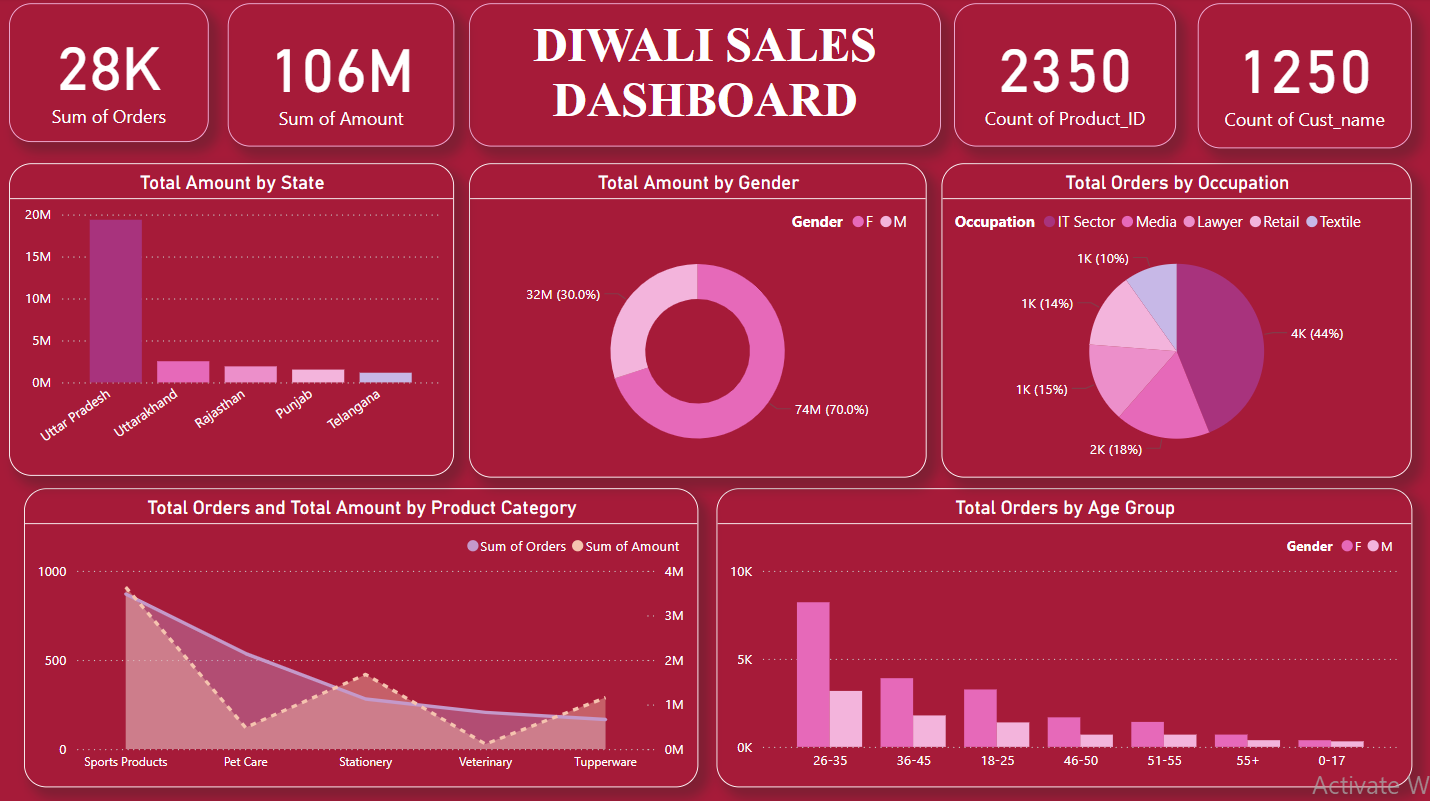 28K
Sum of Orders
106M
Sum of Amount
DIWALI SALES
DASHBOARD
2350
Count of Product_ID
1250
Count of Cust_name
Total Amount by State
20M
15M
10M
5M
0M
Uttar Pradesh
Uttarakhand
Rajasthan
Punjab
Telangana
Total Amount by Gender
Gender F M
32M (30.0%)
74M (70.0%)
Total Orders by Occupation
Occupation IT Sector Media Lawyer Retail Textile
1K (10%)
1K (14%)
4K (44%)
1K (15%)
2K (18%)
Total Orders and Total Amount by Product Category
Sum of Orders Sum of Amount
1000
500
0
4M
3M
2M
1M
0M
Sports Products
Pet Care
Stationery
Veterinary
Tupperware
Total Orders by Age Group
Gender F M
10K
5K
0K
26-35
36-45
18-25
46-50
51-55
55+
0-17
Activate W